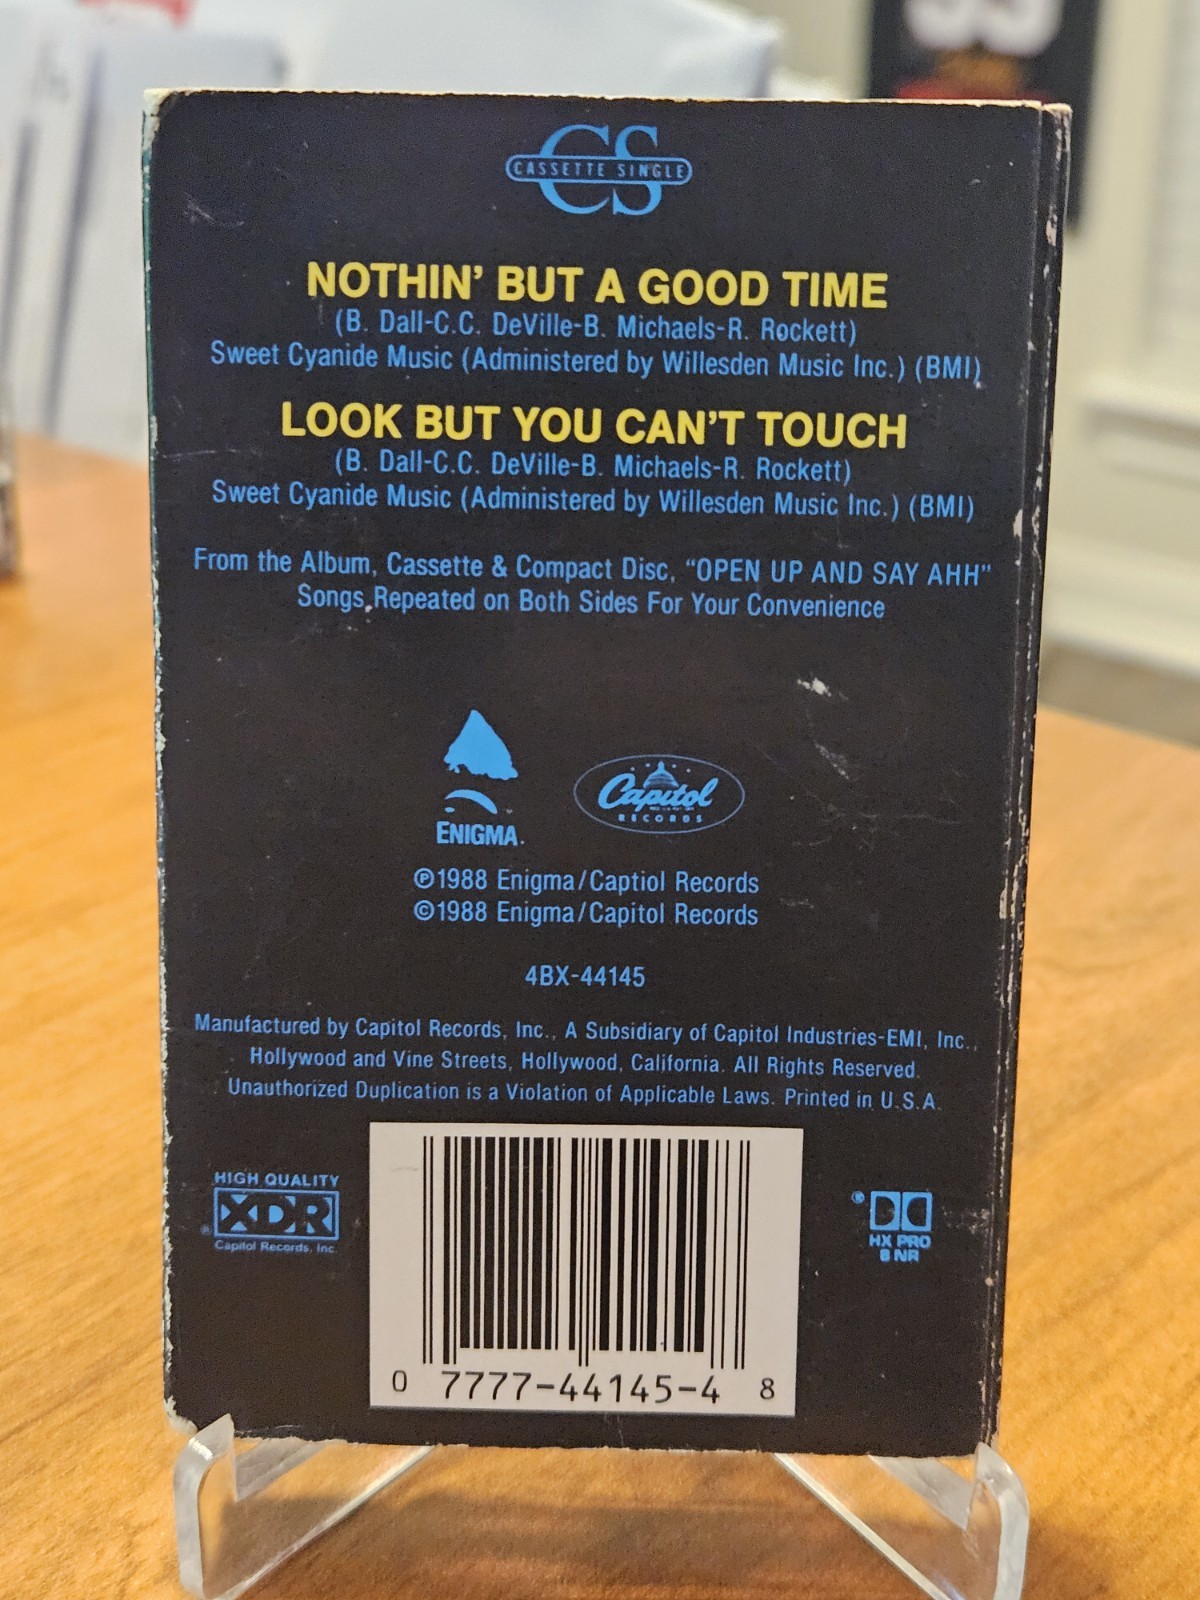 CS
CASSETTE SINGLE
NOTHIN' BUT A GOOD TIME
(B. Dall-C.C. DeVille-B. Michaels-R. Rockett)
Sweet Cyanide Music (Administered by Willesden Music Inc.) (BMI)
LOOK BUT YOU CAN'T TOUCH
(B. Dall-C.C. DeVille-B. Michaels-R. Rockett)
Sweet Cyanide Music (Administered by Willesden Music Inc.) (BMI)
From the Album, Cassette & Compact Disc, “OPEN UP AND SAY AHH”
Songs Repeated on Both Sides For Your Convenience
ENIGMA.
Capitol
RECORDS
℗1988 Enigma/Captiol Records
©1988 Enigma/Capitol Records
4BX-44145
Manufactured by Capitol Records, Inc., A Subsidiary of Capitol Industries-EMI, Inc.,
Hollywood and Vine Streets, Hollywood, California. All Rights Reserved.
Unauthorized Duplication is a Violation of Applicable Laws. Printed in U.S.A.
HIGH QUALITY
XDR®
Capitol Records, Inc.
0 7777-44145-4 8
®
HX PRO
B NR